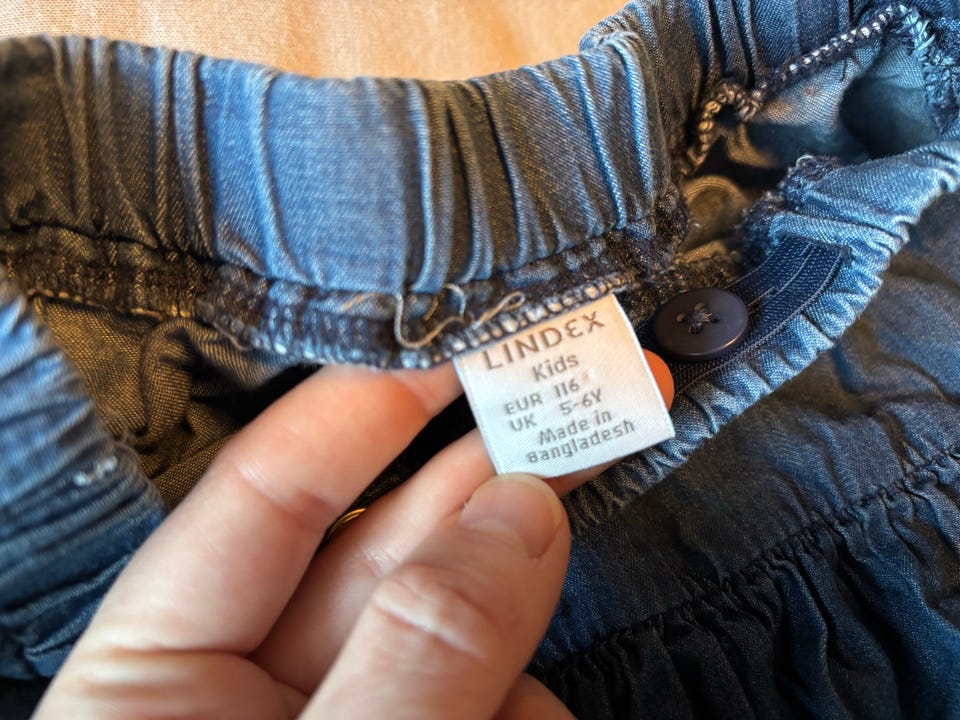 LINDEX
Kids
EUR 116
UK 5-6Y
Made in
Bangladesh